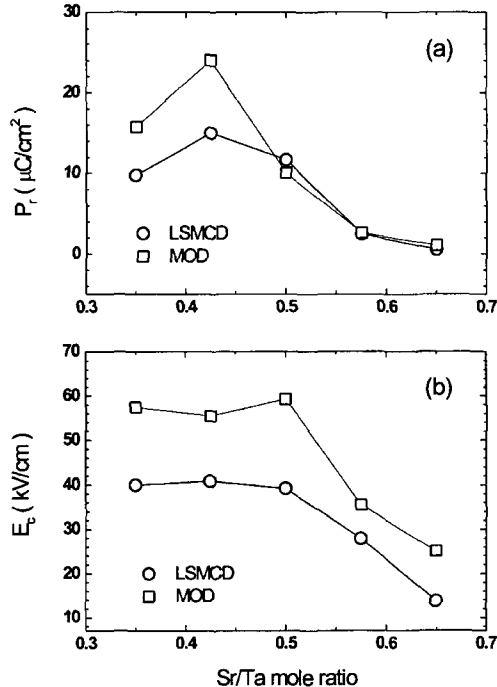 30
(a)
20
P_r ( μC/cm²)
10
○ LSMCD
0
□ MOD
0.3 0.4 0.5 0.6 0.7
70
(b)
60
50
E_c ( kV/cm)
40
30
○ LSMCD
20
□ MOD
10
0.3 0.4 0.5 0.6 0.7
Sr/Ta mole ratio